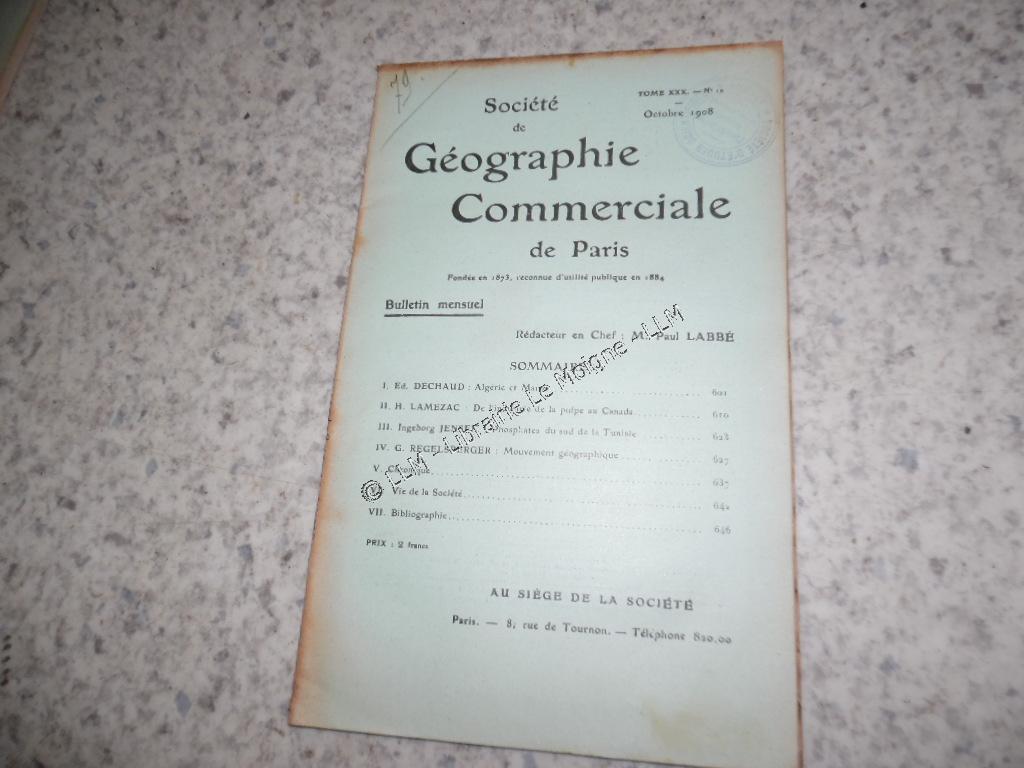 79
TOME XXX. — N° 10
Octobre 1908
Société
de
Géographie
Commerciale
de Paris
Fondée en 1873, reconnue d'utilité publique en 1884
Bulletin mensuel
Rédacteur en Chef : M. Paul LABBÉ
SOMMAIRE
I. Ed. DECHAUD : Algérie et Maroc 601
II. H. LAMEZAC : De l'industrie de la pulpe au Canada 610
III. Ingeborg JENSEN : Phosphates du sud de la Tunisie 623
IV. G. REGELSPERGER : Mouvement géographique 627
V. Chronique 637
VI. Vie de la Société 642
VII. Bibliographie 646
PRIX : 2 francs
AU SIÈGE DE LA SOCIÉTÉ
Paris. — 8, rue de Tournon. — Téléphone 820.00
© LLM - Librairie Le Moigne - LLM